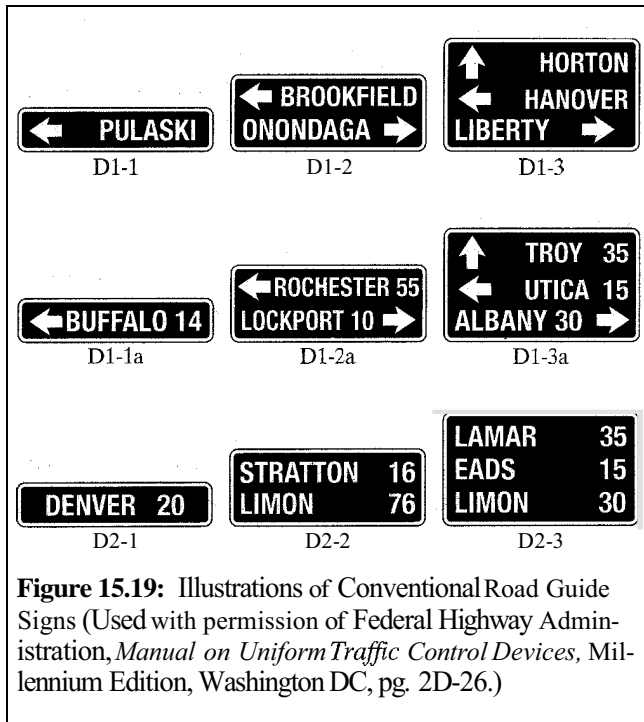 PULASKI
D1-1
BROOKFIELD
ONONDAGA
D1-2
HORTON
HANOVER
LIBERTY
D1-3
BUFFALO 14
D1-1a
ROCHESTER 55
LOCKPORT 10
D1-2a
TROY 35
UTICA 15
ALBANY 30
D1-3a
DENVER 20
D2-1
STRATTON 16
LIMON 76
D2-2
LAMAR 35
EADS 15
LIMON 30
D2-3
Figure 15.19: Illustrations of Conventional Road Guide
Signs (Used with permission of Federal Highway Admin-
istration, Manual on Uniform Traffic Control Devices, Mil-
lennium Edition, Washington DC, pg. 2D-26.)